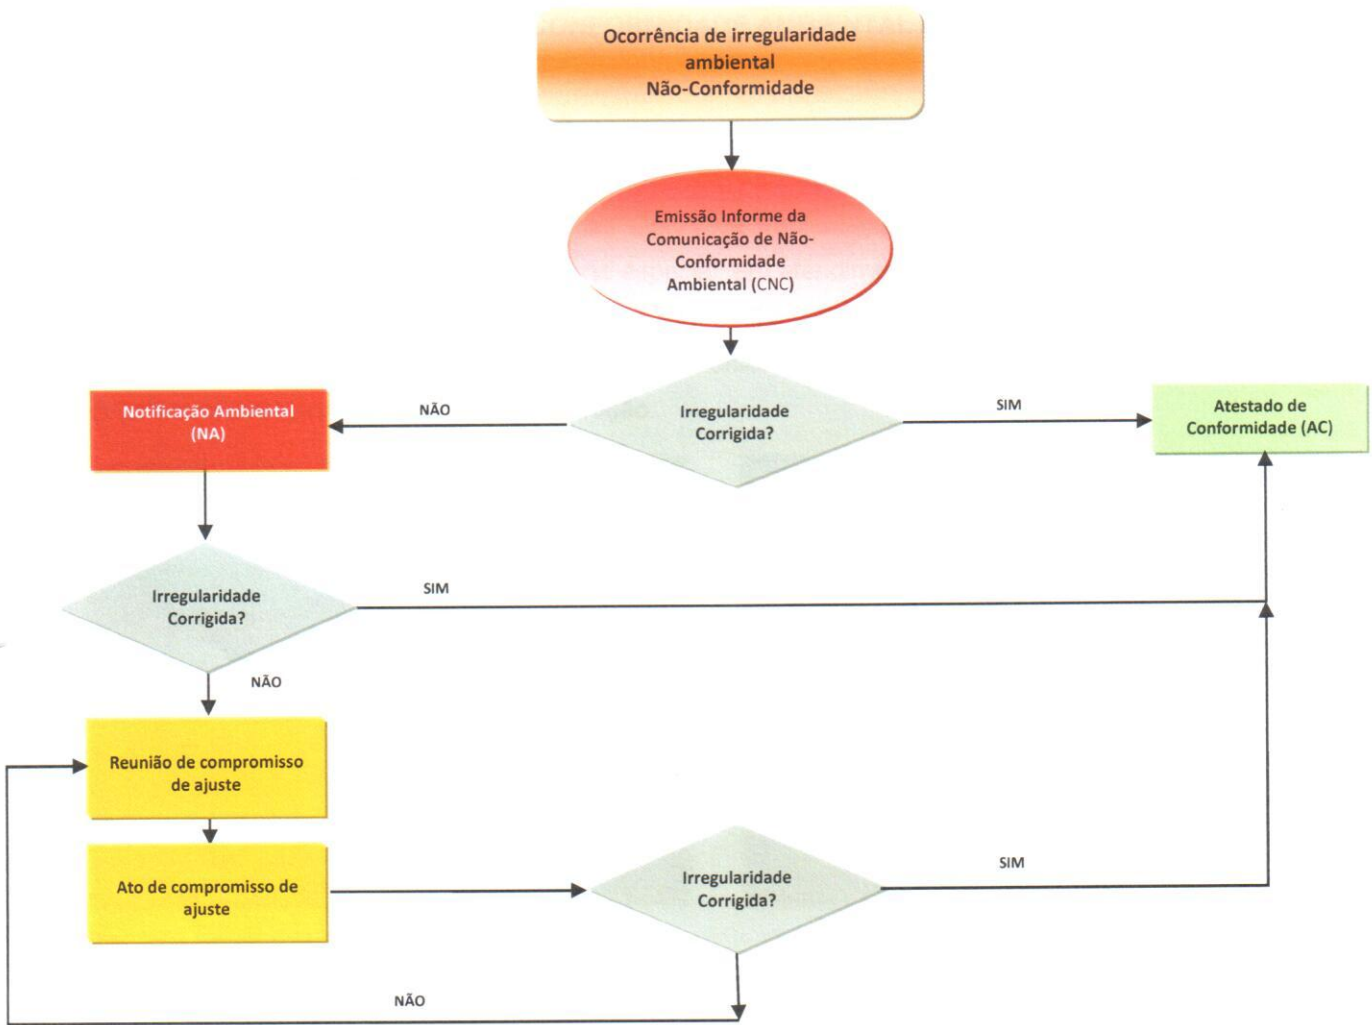 Ocorrência de irregularidade
ambiental
Não-Conformidade
Emissão Informe da
Comunicação de Não-
Conformidade
Ambiental (CNC)
Irregularidade
Corrigida?
NÃO
SIM
Notificação Ambiental
(NA)
Atestado de
Conformidade (AC)
Irregularidade
Corrigida?
SIM
NÃO
Reunião de compromisso
de ajuste
Ato de compromisso de
ajuste
Irregularidade
Corrigida?
SIM
NÃO